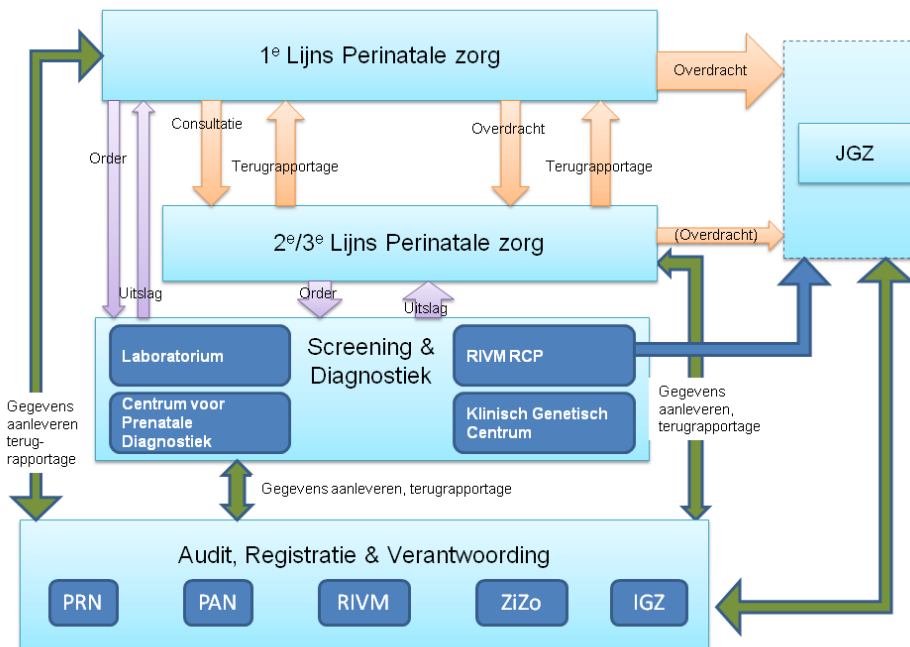 1e Lijns Perinatale zorg
Overdracht
Consultatie
Overdracht
Order
Terugrapportage
Terugrapportage
JGZ
2e/3e Lijns Perinatale zorg
(Overdracht)
Uitslag
Order
Uitslag
Laboratorium
Screening &
Diagnostiek
RIVM RCP
Centrum voor
Prenatale
Diagnostiek
Klinisch Genetisch
Centrum
Gegevens
aanleveren,
terugrapportage
Gegevens
aanleveren
terug-
rapportage
Gegevens aanleveren, terugrapportage
Audit, Registratie & Verantwoording
PRN
PAN
RIVM
ZiZo
IGZ